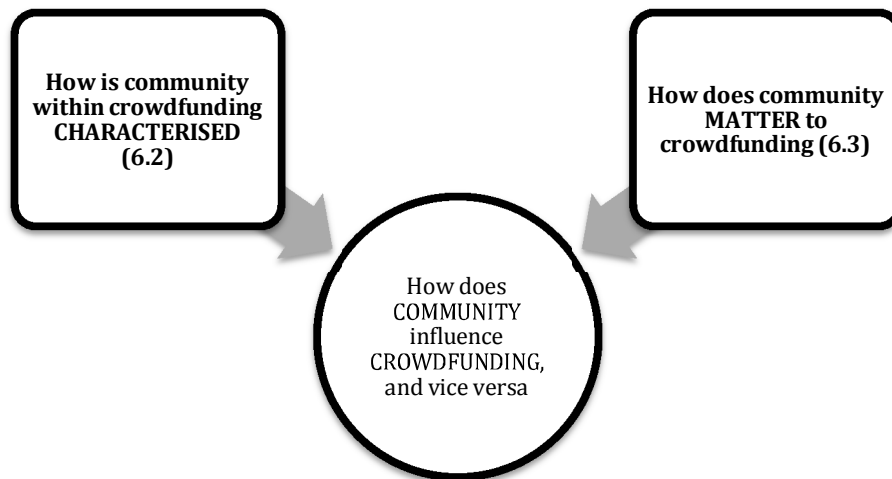 How is community
within crowdfunding
CHARACTERISED
(6.2)
How does community
MATTER to
crowdfunding (6.3)
How does
COMMUNITY
influence
CROWDFUNDING,
and vice versa